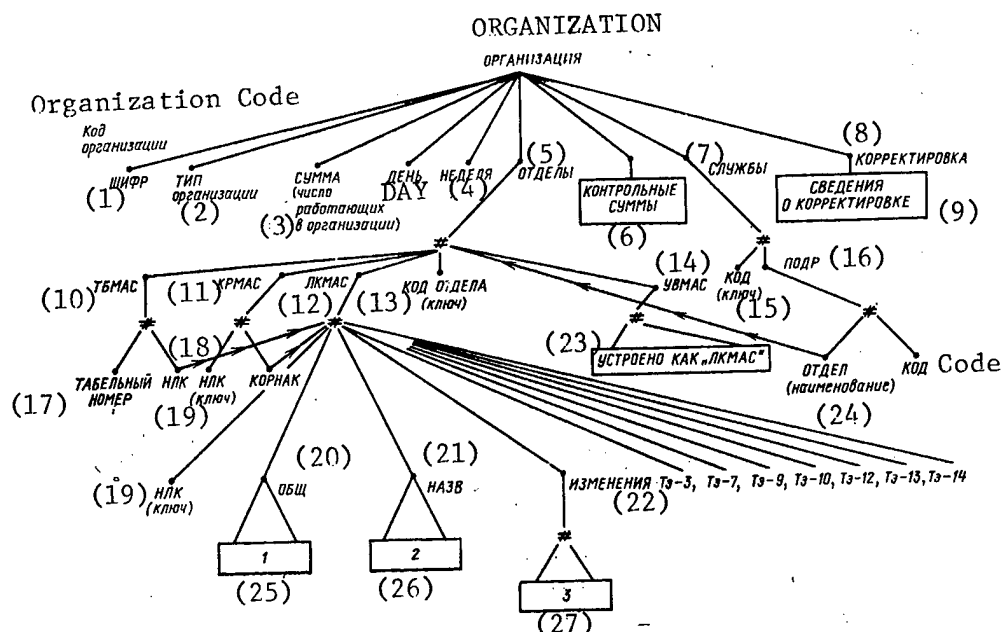 ORGANIZATION
ОРГАНИЗАЦИЯ
Organization Code
Код
организации
ШИФР
(1)
ТИП
организации
(2)
СУММА
(число
работающих
в организации)
(3)
ДЕНЬ
DAY
НЕДЕЛЯ
(4)
(5)
ОТДЕЛЫ
КОНТРОЛЬНЫЕ
СУММЫ
(6)
(7)
СЛУЖБЫ
(8)
КОРРЕКТИРОВКА
СВЕДЕНИЯ
О КОРРЕКТИРОВКЕ
(9)
#
#
(10)
ТБМАС
(11)
КРМАС
(12)
ЛКМАС
(13)
КОД ОТДЕЛА
(ключ)
(14)
УВМАС
КОД
(ключ)
(15)
ПОДР
(16)
#
#
#
#
#
(17)
ТАБЕЛЬНЫЙ
НОМЕР
(18)
НЛК
НЛК
(ключ)
(19)
КОРНАК
(23)
УСТРОЕНО КАК „ЛКМАС"
ОТДЕЛ
(наименование)
(24)
КОД
Code
(19)
НЛК
(ключ)
(20)
ОБЩ
(21)
НАЗВ
ИЗМЕНЕНИЯ
(22)
Тэ-3, Тэ-7, Тэ-9, Тэ-10, Тэ-12, Тэ-13, Тэ-14
#
1
(25)
2
(26)
3
(27)